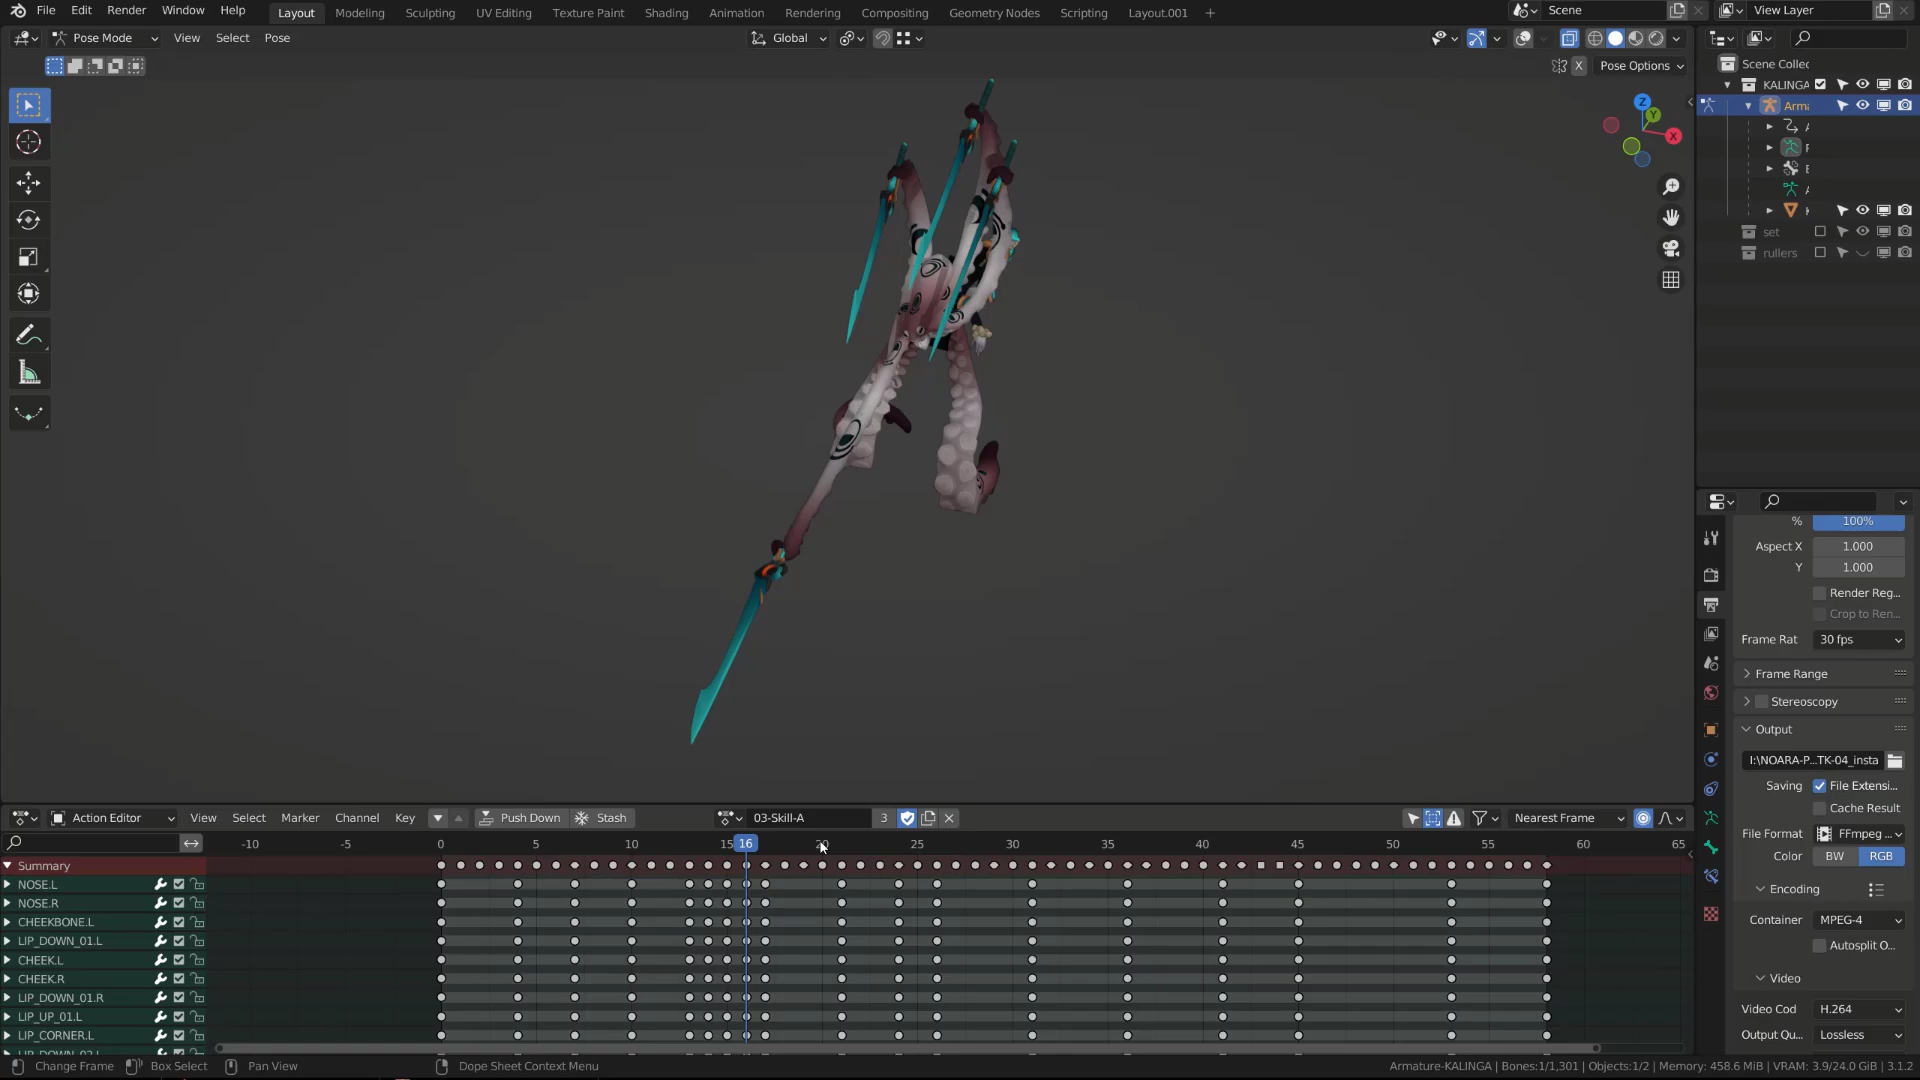 File Edit Render Window Help Layout Modeling Sculpting UV Editing Texture Paint Shading Animation Rendering Compositing Geometry Nodes Scripting Layout.001 + Scene View Layer
Pose Mode View Select Pose Global
X Pose Options
Z
Y
X
Scene Collec
KALINGA
Arma
set
rullers
% 100%
Aspect X 1.000
Y 1.000
Render Reg...
Crop to Ren...
Frame Rat 30 fps
Frame Range
Stereoscopy
Output
I:\NOARA-P...TK-04_insta
Saving File Extensi...
Cache Result
File Format FFmpeg ...
Color BW RGB
Encoding
Container MPEG-4
Autosplit O...
Video
Video Cod H.264
Output Qu... Lossless
Action Editor View Select Marker Channel Key Push Down Stash 03-Skill-A 3 Nearest Frame
-10 -5 0 5 10 15 16 20 25 30 35 40 45 50 55 60 65
Summary
NOSE.L
NOSE.R
CHEEKBONE.L
LIP_DOWN_01.L
CHEEK.L
CHEEK.R
LIP_DOWN_01.R
LIP_UP_01.L
LIP_CORNER.L
Change Frame Box Select Pan View Dope Sheet Context Menu Armature-KALINGA | Bones:1/1,301 | Objects:1/2 | Memory: 458.6 MiB | VRAM: 3.9/24.0 GiB | 3.1.2